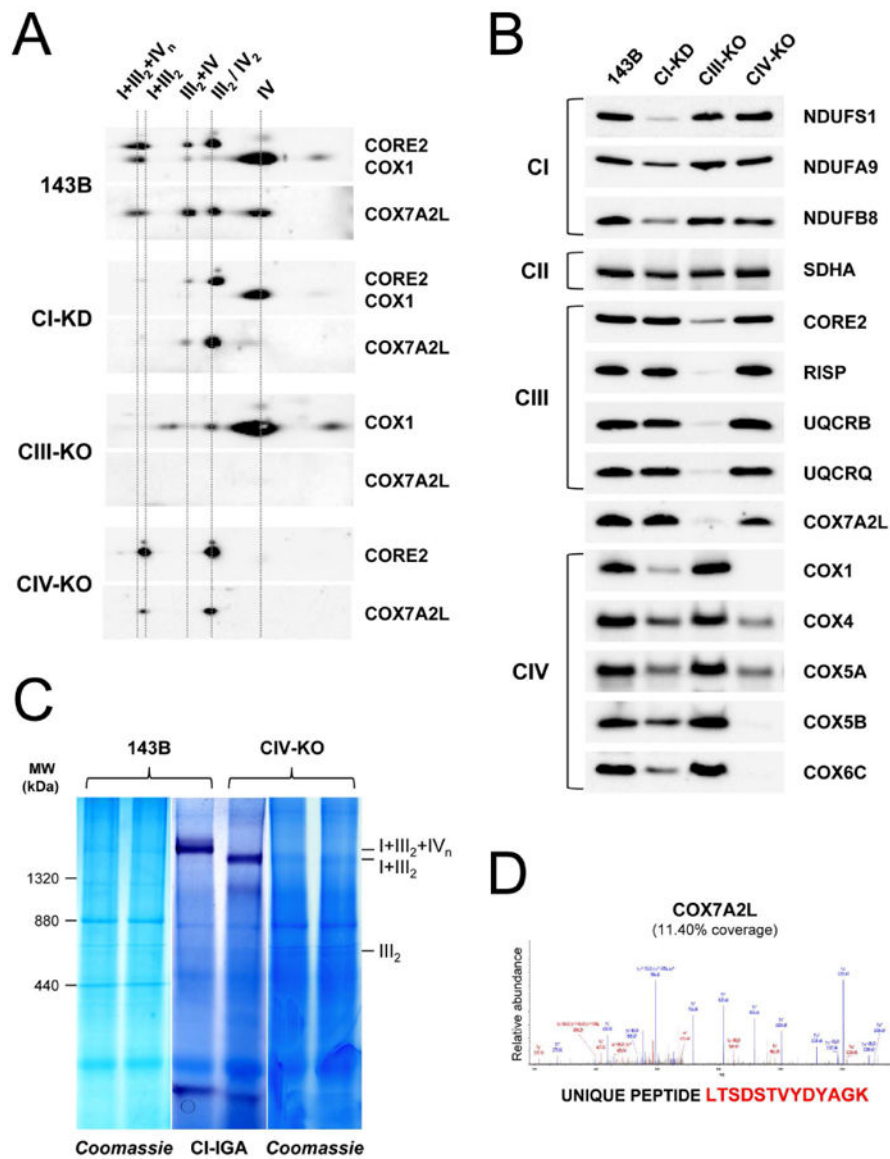 A
I+III₂+IVₙ
I+III₂
III₂+IV
III₂ / IV₂
IV
143B
CORE2
COX1
COX7A2L
CI-KD
CORE2
COX1
COX7A2L
CIII-KO
COX1
COX7A2L
CIV-KO
CORE2
COX7A2L
B
143B
CI-KD
CIII-KO
CIV-KO
CI
NDUFS1
NDUFA9
NDUFB8
CII
SDHA
CIII
CORE2
RISP
UQCRB
UQCRQ
COX7A2L
CIV
COX1
COX4
COX5A
COX5B
COX6C
C
143B
CIV-KO
MW
(kDa)
I+III₂+IVₙ
I+III₂
1320
880
III₂
440
Coomassie
CI-IGA
Coomassie
D
COX7A2L
(11.40% coverage)
Relative abundance
UNIQUE PEPTIDE LTSDSTVYDYAGK